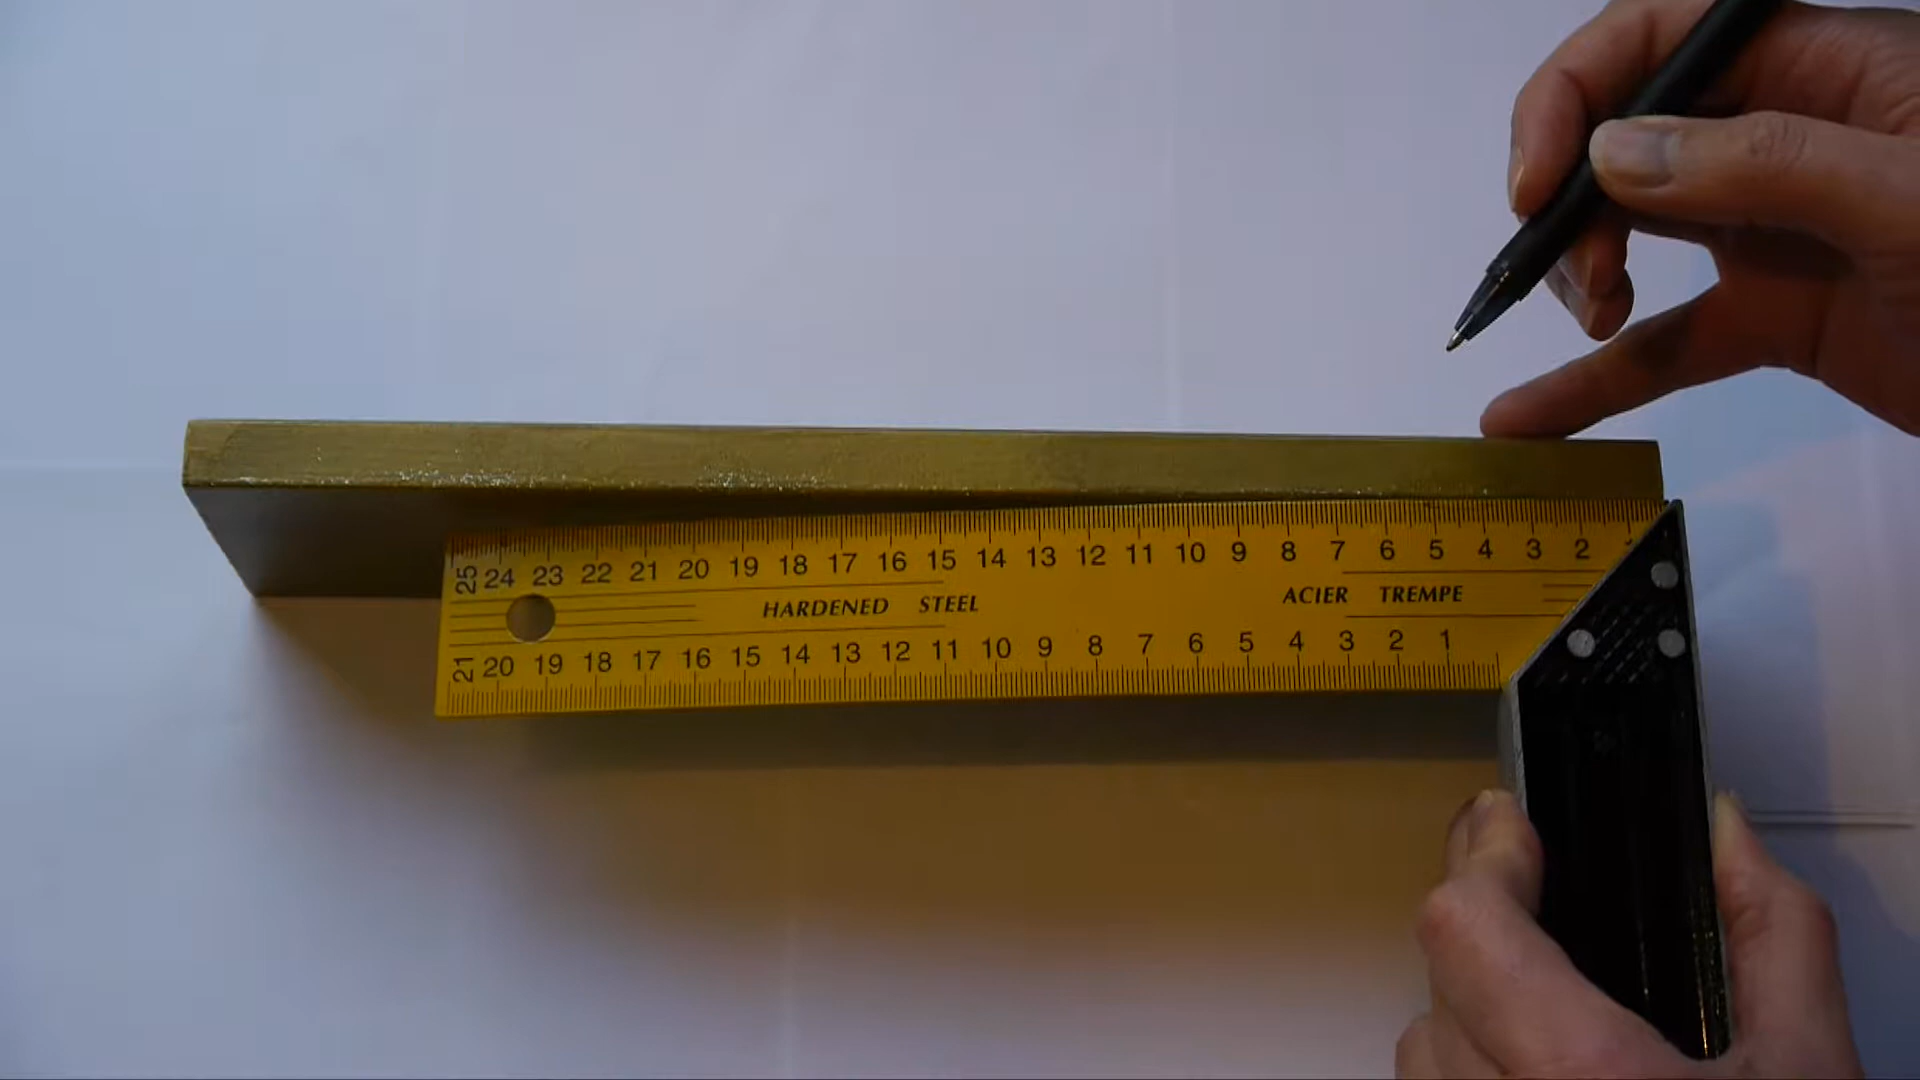 25 24 23 22 21 20 19 18 17 16 15 14 13 12 11 10 9 8 7 6 5 4 3 2
HARDENED STEEL ACIER TREMPE
21 20 19 18 17 16 15 14 13 12 11 10 9 8 7 6 5 4 3 2 1